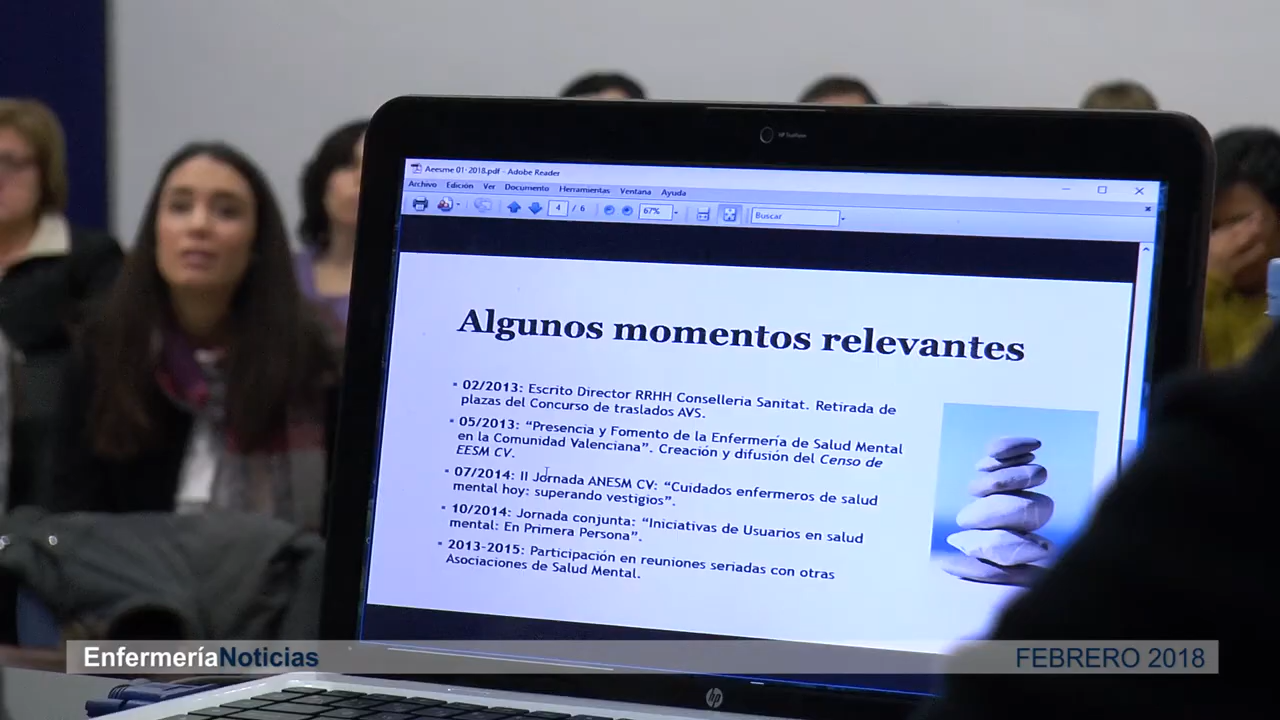 Aeesme 01-2018.pdf - Adobe Reader
Archivo Edición Ver Documento Herramientas Ventana Ayuda
4 / 6 67% Buscar
Algunos momentos relevantes
▪ 02/2013: Escrito Director RRHH Conselleria Sanitat. Retirada de
plazas del Concurso de traslados AVS.
▪ 05/2013: “Presencia y Fomento de la Enfermería de Salud Mental
en la Comunidad Valenciana”. Creación y difusión del Censo de
EESM CV.
▪ 07/2014: II Jornada ANESM CV: “Cuidados enfermeros de salud
mental hoy: superando vestigios”.
▪ 10/2014: Jornada conjunta: “Iniciativas de Usuarios en salud
mental: En Primera Persona”.
▪ 2013-2015: Participación en reuniones seriadas con otras
Asociaciones de Salud Mental.
EnfermeríaNoticias FEBRERO 2018
hp